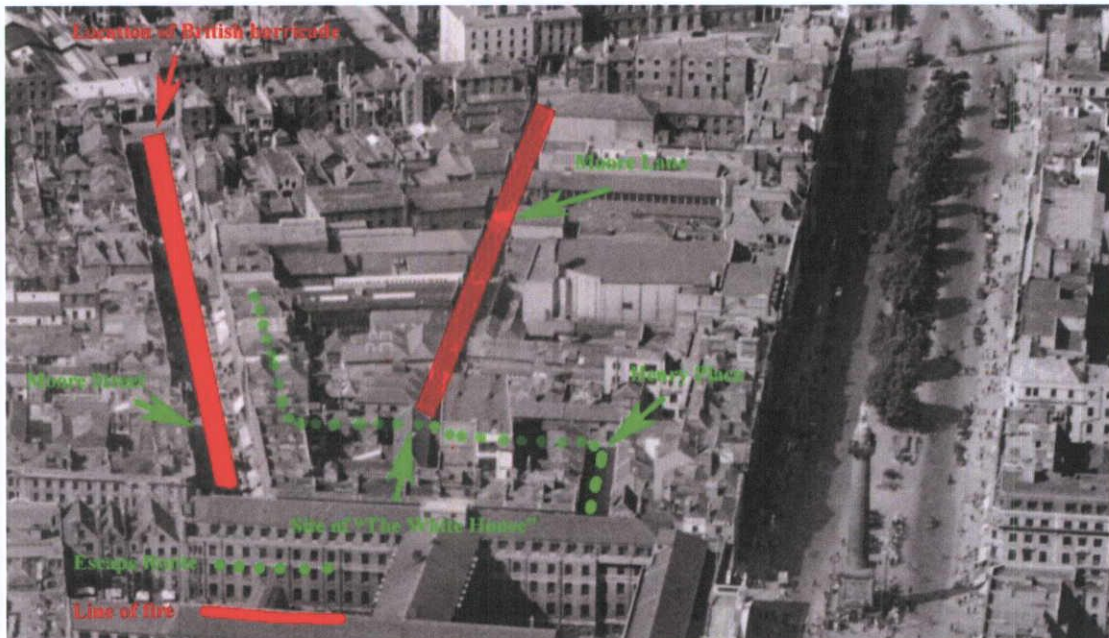 Location of British barricade
Moore Lane
Moore Street
Henry Place
Site of "The White House"
Escape Route
Line of fire